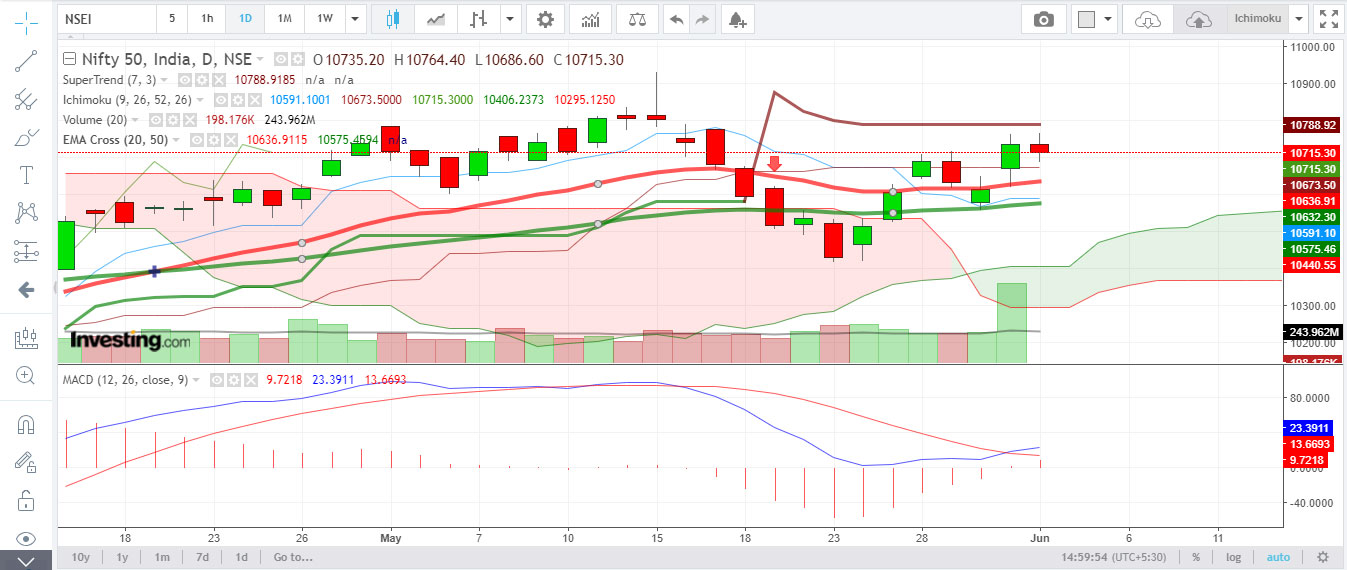 NSEI 5 1h 1D 1M 1W Ichimoku
Nifty 50, India, D, NSE O10735.20 H10764.40 L10686.60 C10715.30
SuperTrend (7, 3) 10788.9185 n/a n/a
Ichimoku (9, 26, 52, 26) 10591.1001 10673.5000 10715.3000 10406.2373 10295.1250
Volume (20) 198.176K 243.962M
EMA Cross (20, 50) 10636.9115 10575.4594 n/a
11000.00
10900.00
10788.92
10715.30
10715.30
10673.50
10636.91
10632.30
10591.10
10575.46
10440.55
10300.00
243.962M
10200.00
198.176K
Investing.com
MACD (12, 26, close, 9) 9.7218 23.3911 13.6693
80.0000
23.3911
13.6693
9.7218
0.0000
-40.0000
18 23 26 May 7 10 15 18 23 28 Jun 6 11
10y 1y 1m 7d 1d Go to... 14:59:54 (UTC+5:30) % log auto